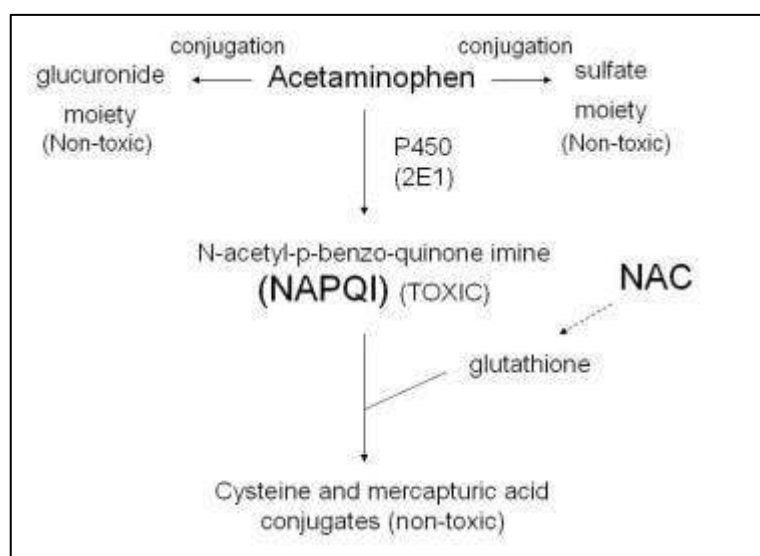 conjugation conjugation
glucuronide Acetaminophen sulfate
moiety moiety
(Non-toxic) (Non-toxic)
P450
(2E1)
N-acetyl-p-benzo-quinone imine
(NAPQI) (TOXIC) NAC
glutathione
Cysteine and mercapturic acid
conjugates (non-toxic)